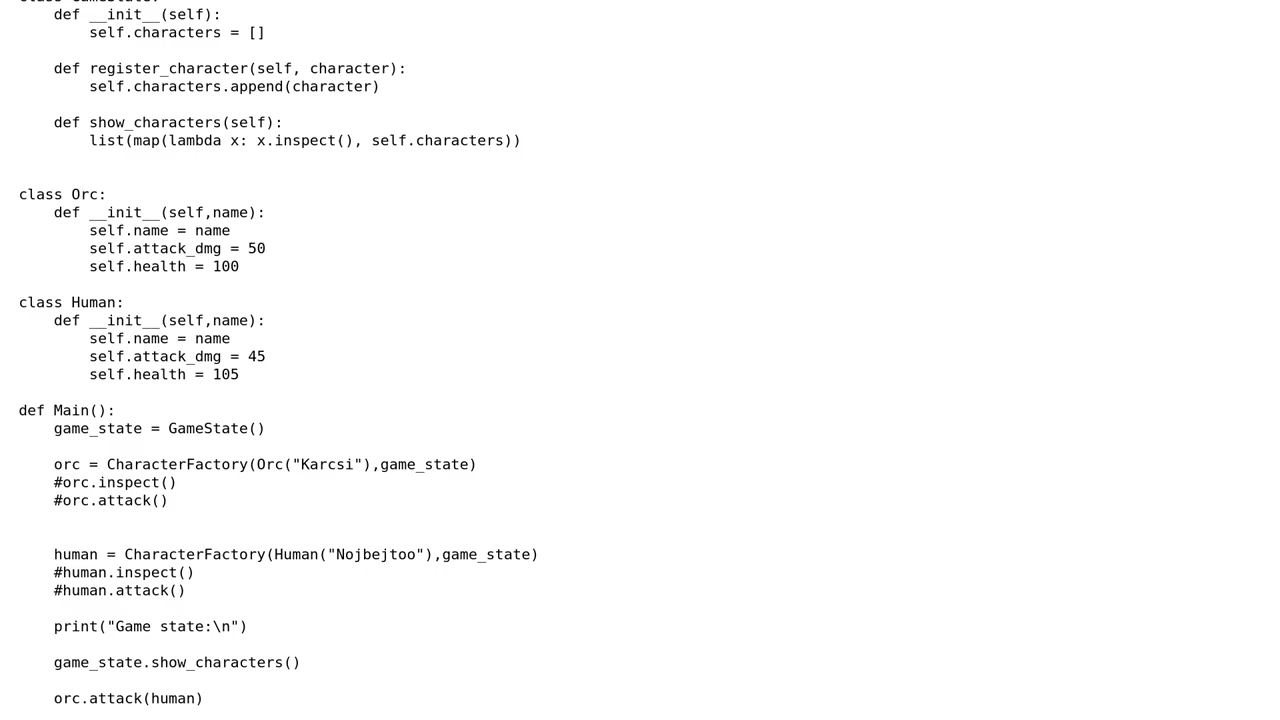 def __init__(self):
        self.characters = []
    def register_character(self, character):
        self.characters.append(character)
    def show_characters(self):
        list(map(lambda x: x.inspect(), self.characters))
class Orc:
    def __init__(self,name):
        self.name = name
        self.attack_dmg = 50
        self.health = 100
class Human:
    def __init__(self,name):
        self.name = name
        self.attack_dmg = 45
        self.health = 105
def Main():
    game_state = GameState()
    orc = CharacterFactory(Orc("Karcsi"),game_state)
    #orc.inspect()
    #orc.attack()
    human = CharacterFactory(Human("Nojbejtoo"),game_state)
    #human.inspect()
    #human.attack()
    print("Game state:\n")
    game_state.show_characters()
    orc.attack(human)